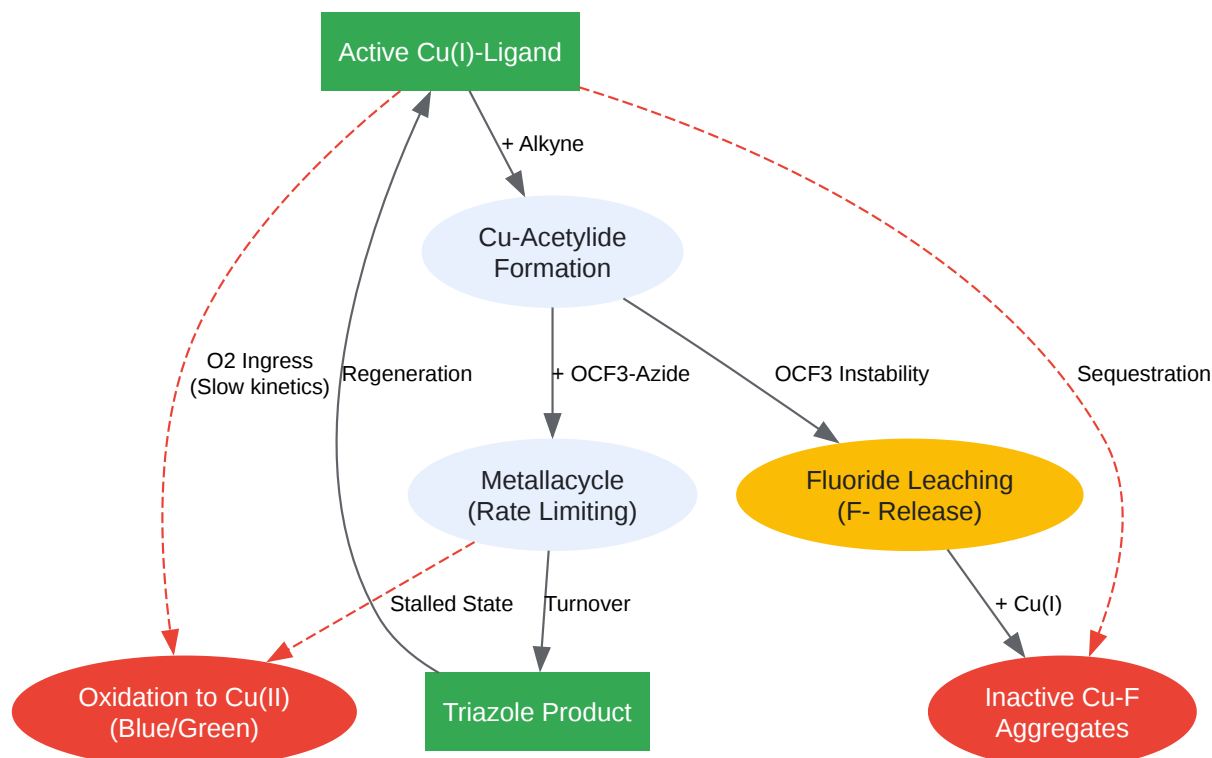 Active Cu(I)-Ligand
+ Alkyne
Cu-Acetylide
Formation
O2 Ingress
(Slow kinetics)
Regeneration
+ OCF3-Azide
OCF3 Instability
Sequestration
Metallacycle
(Rate Limiting)
Fluoride Leaching
(F- Release)
Stalled State
Turnover
+ Cu(I)
Oxidation to Cu(II)
(Blue/Green)
Triazole Product
Inactive Cu-F
Aggregates